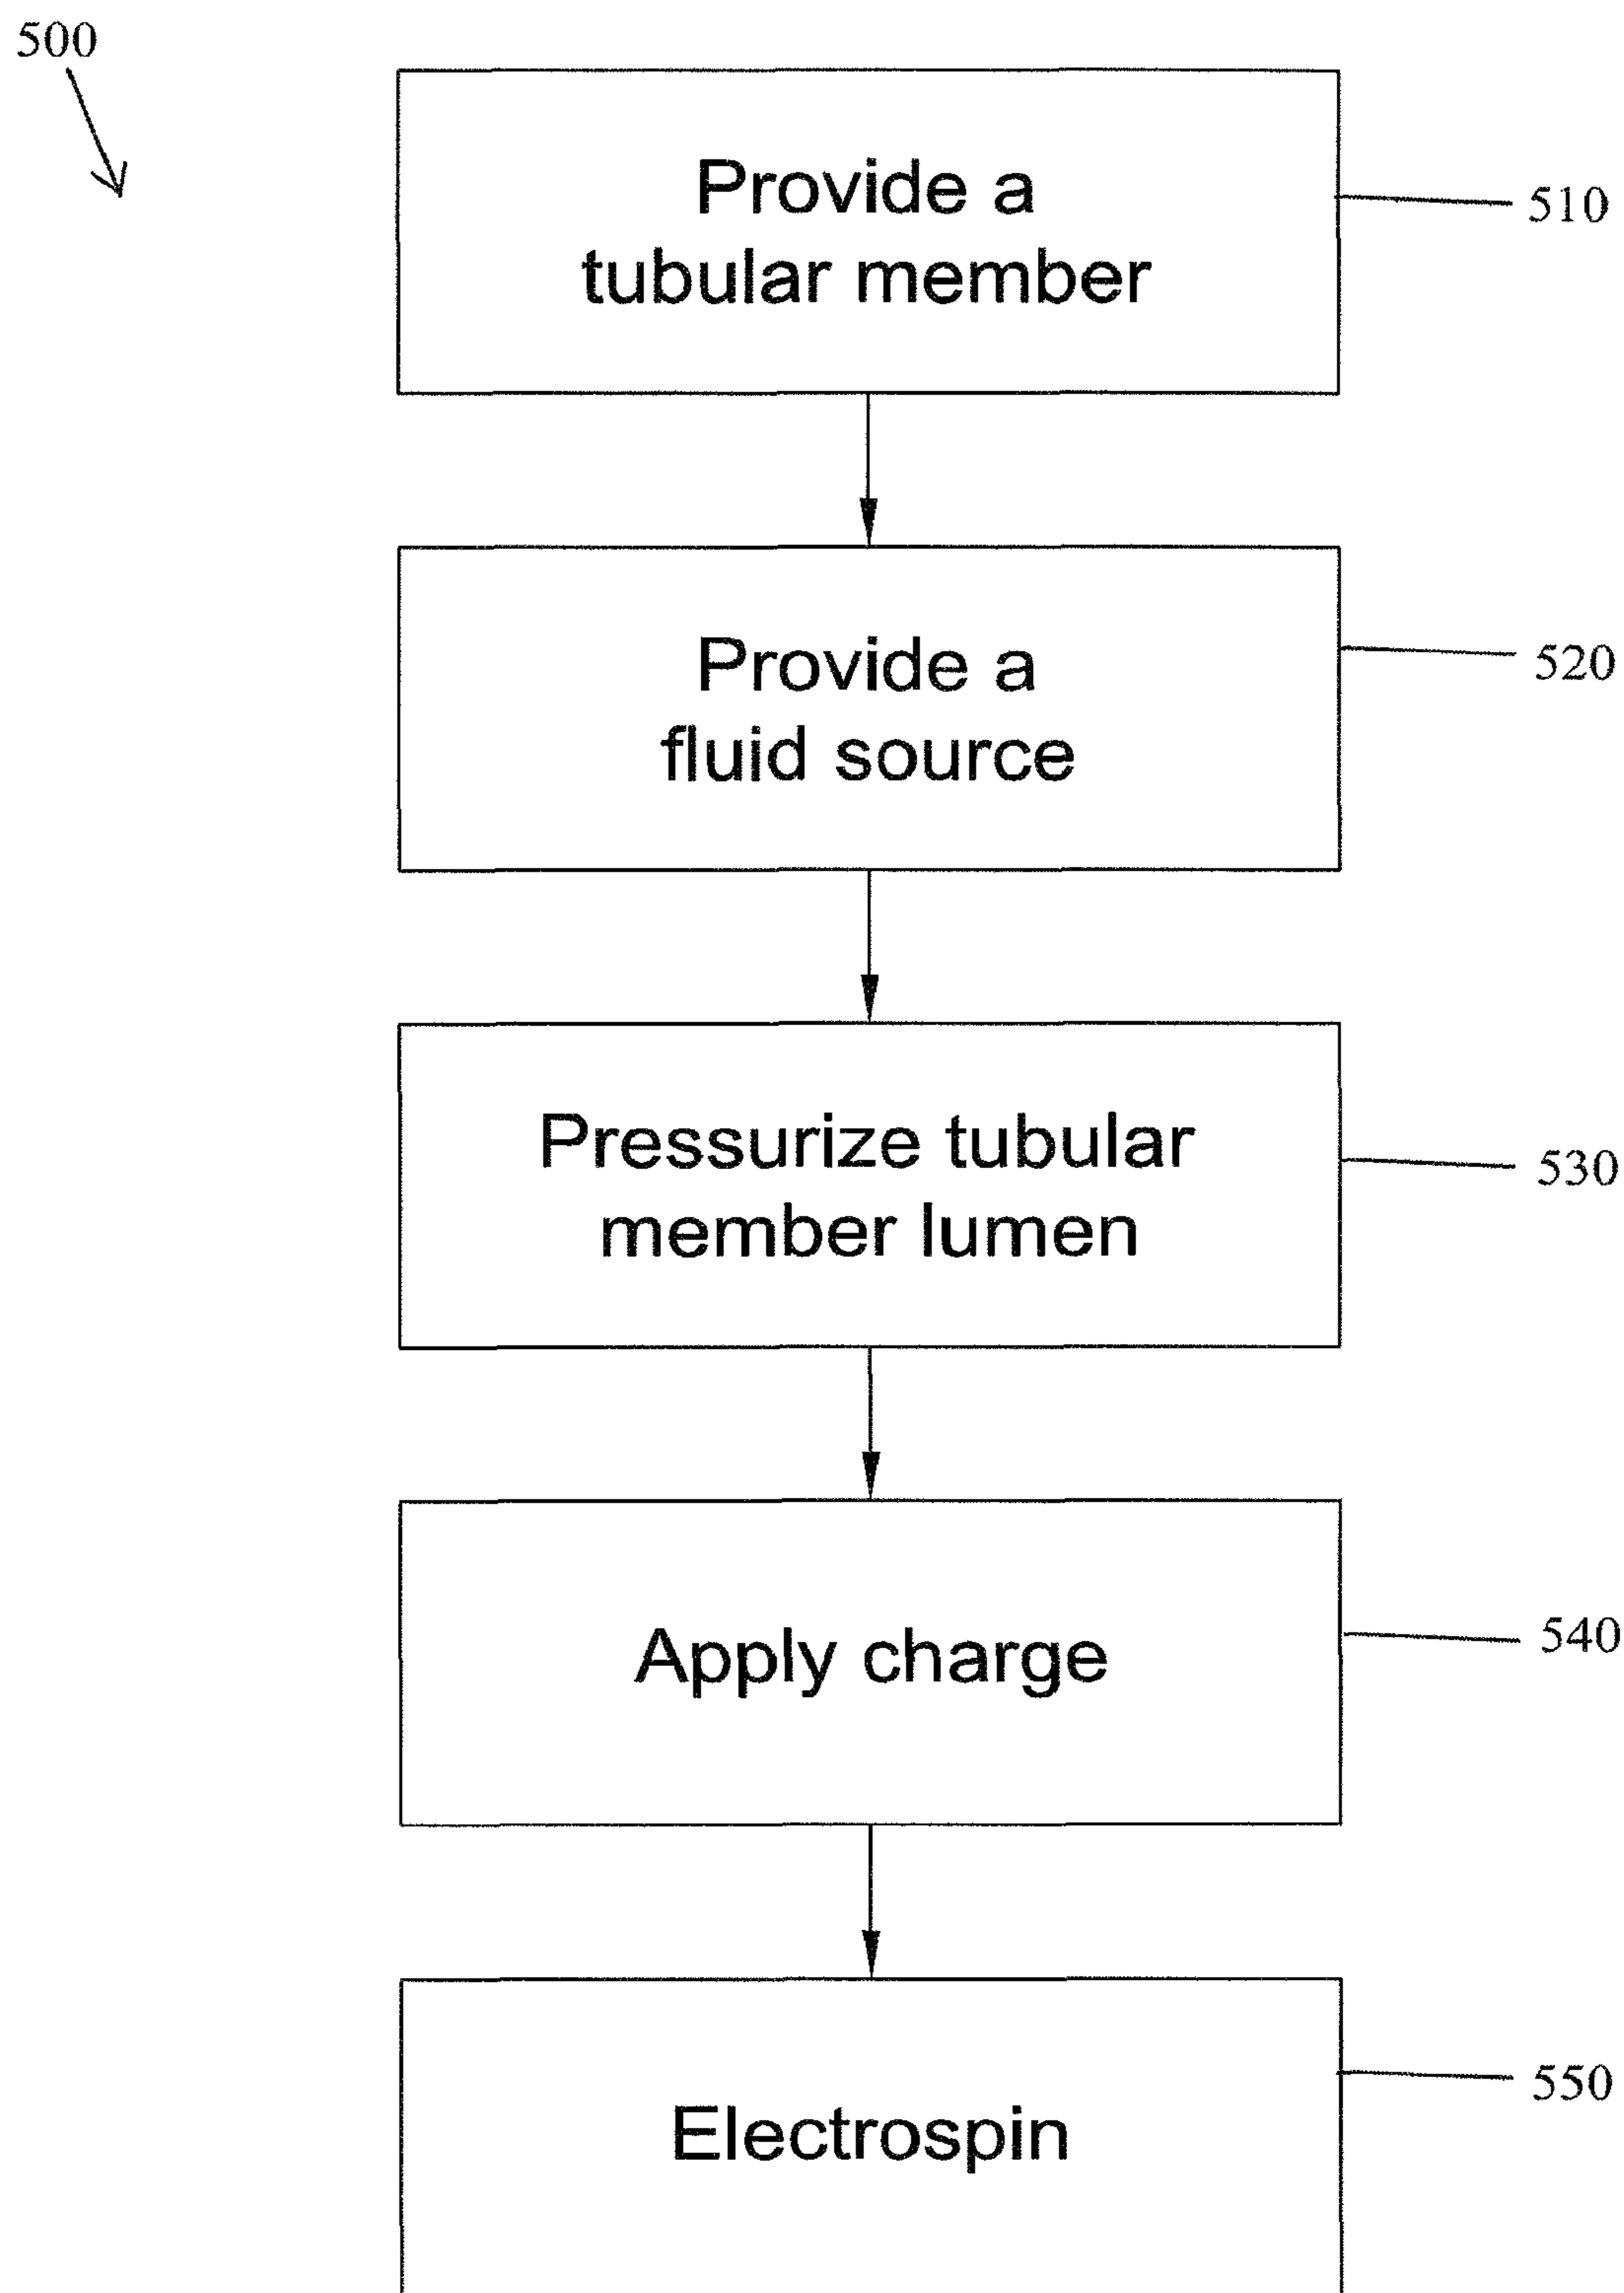 500
Provide a
tubular member
510
Provide a
fluid source
520
Pressurize tubular
member lumen
530
Apply charge
540
Electrospin
550